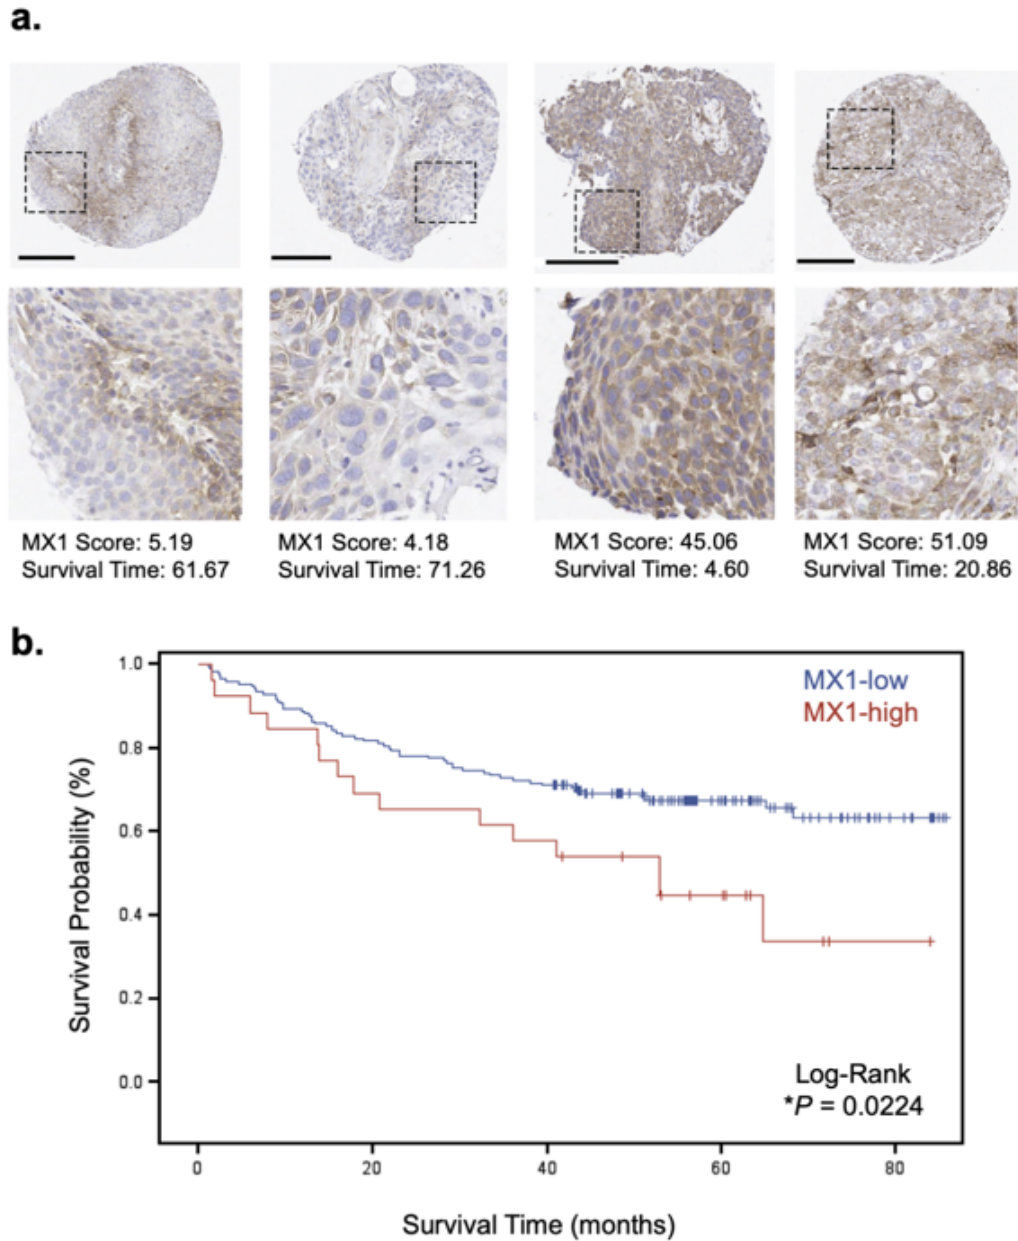 a.
MX1 Score: 5.19
Survival Time: 61.67
MX1 Score: 4.18
Survival Time: 71.26
MX1 Score: 45.06
Survival Time: 4.60
MX1 Score: 51.09
Survival Time: 20.86
b.
Survival Probability (%)
1.0
0.8
0.6
0.4
0.2
0.0
MX1-low
MX1-high
Log-Rank
*P = 0.0224
0 20 40 60 80
Survival Time (months)